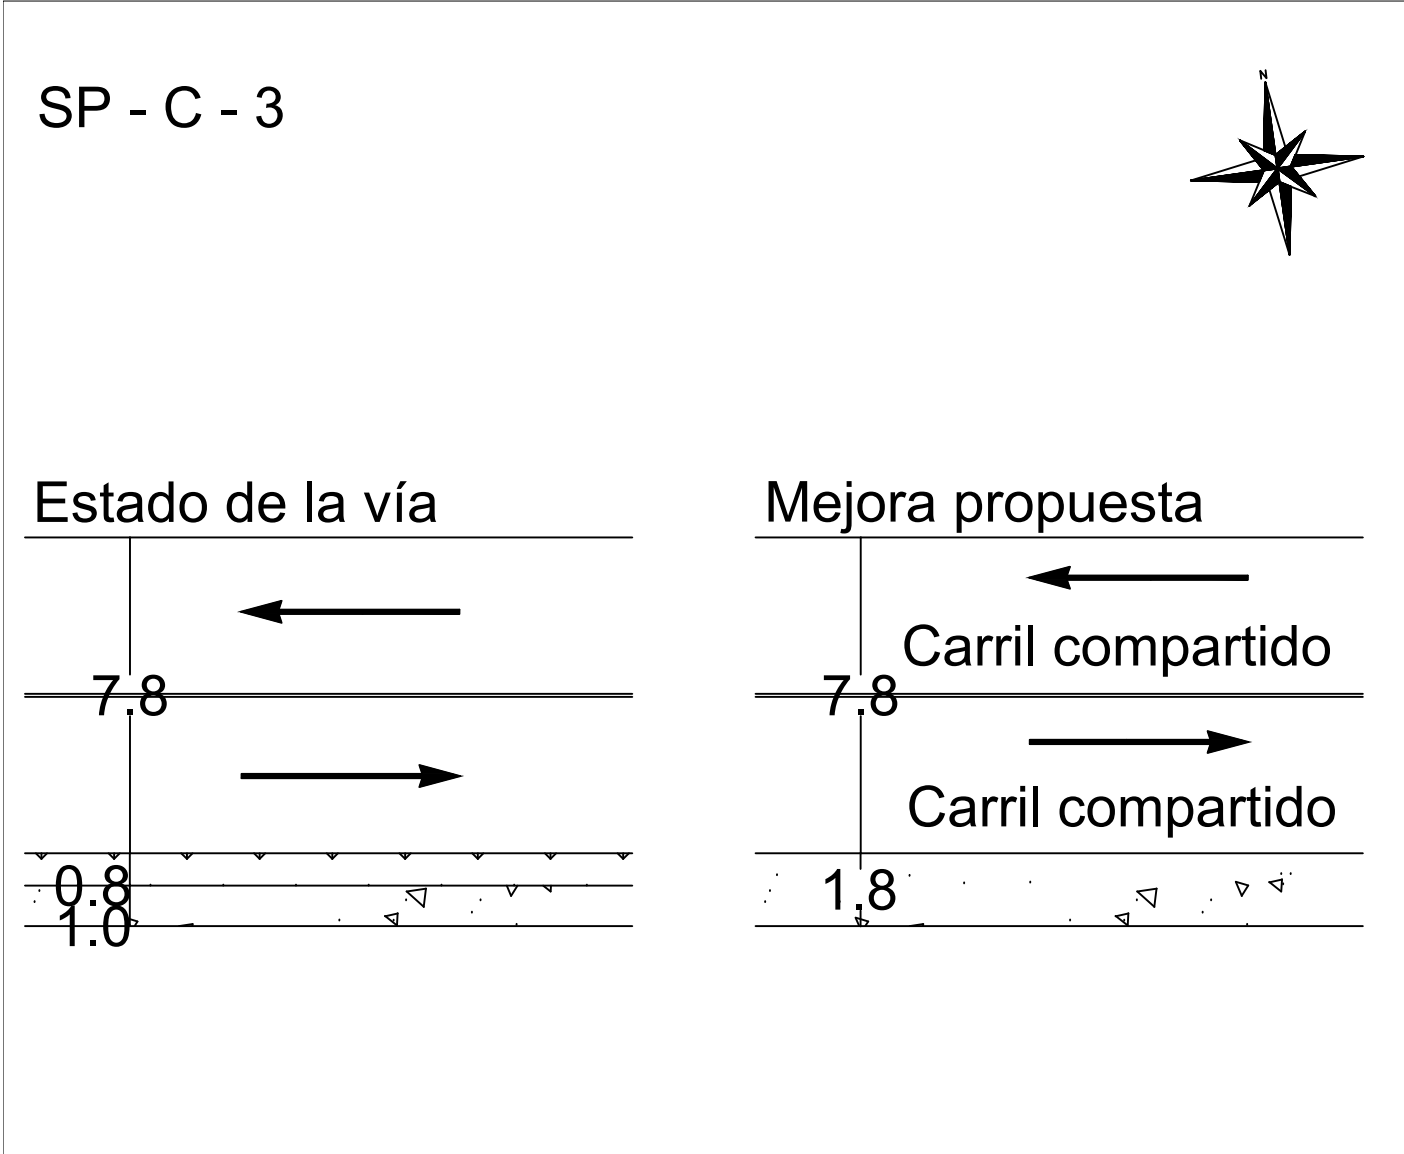 N
SP - C - 3
Estado de la vía
Mejora propuesta
Carril compartido
7.8
7.8
Carril compartido
0.8
1.8
1.0